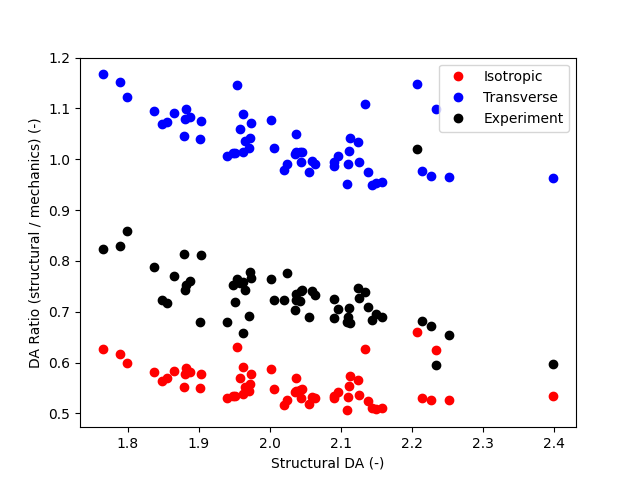 1.2
1.1
1.0
0.9
0.8
0.7
0.6
0.5
DA Ratio (structural / mechanics) (-)
Isotropic
Transverse
Experiment
1.8 1.9 2.0 2.1 2.2 2.3 2.4
Structural DA (-)